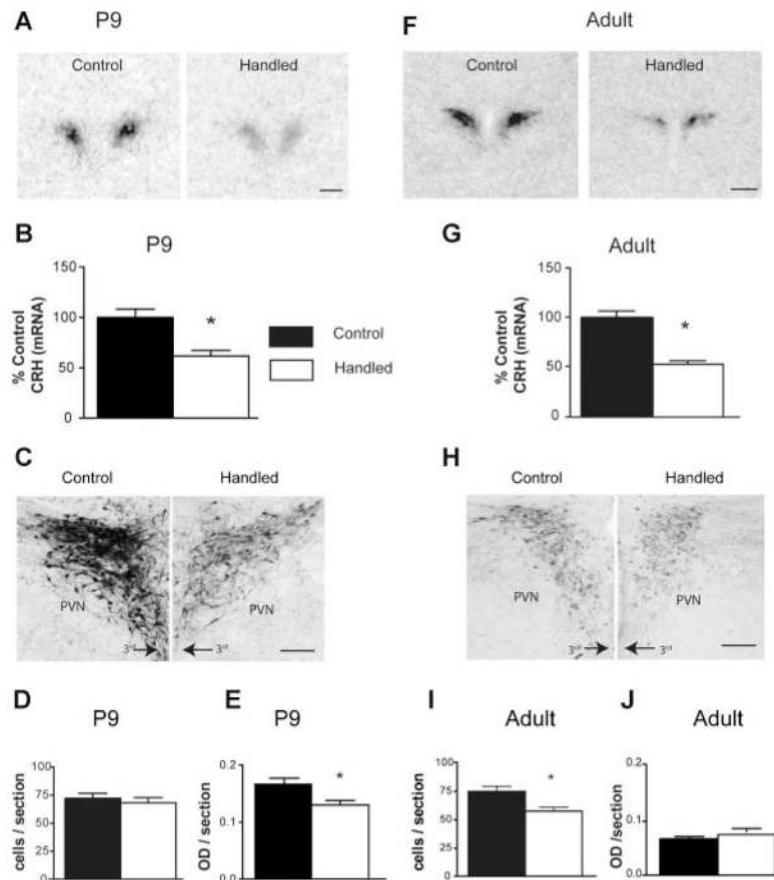 A P9
Control Handled
F Adult
Control Handled
B P9
% Control
CRH (mRNA)
150
100
50
0
*
Control
Handled
G Adult
% Control
CRH (mRNA)
150
100
50
0
*
C
Control Handled
PVN PVN
3rd
H
Control Handled
PVN PVN
3rd 3rd
D P9
cells / section
100
75
50
25
0
E P9
OD / section
0.2
0.1
0.0
*
I Adult
cells / section
100
75
50
25
0
*
J Adult
OD /section
0.2
0.1
0.0